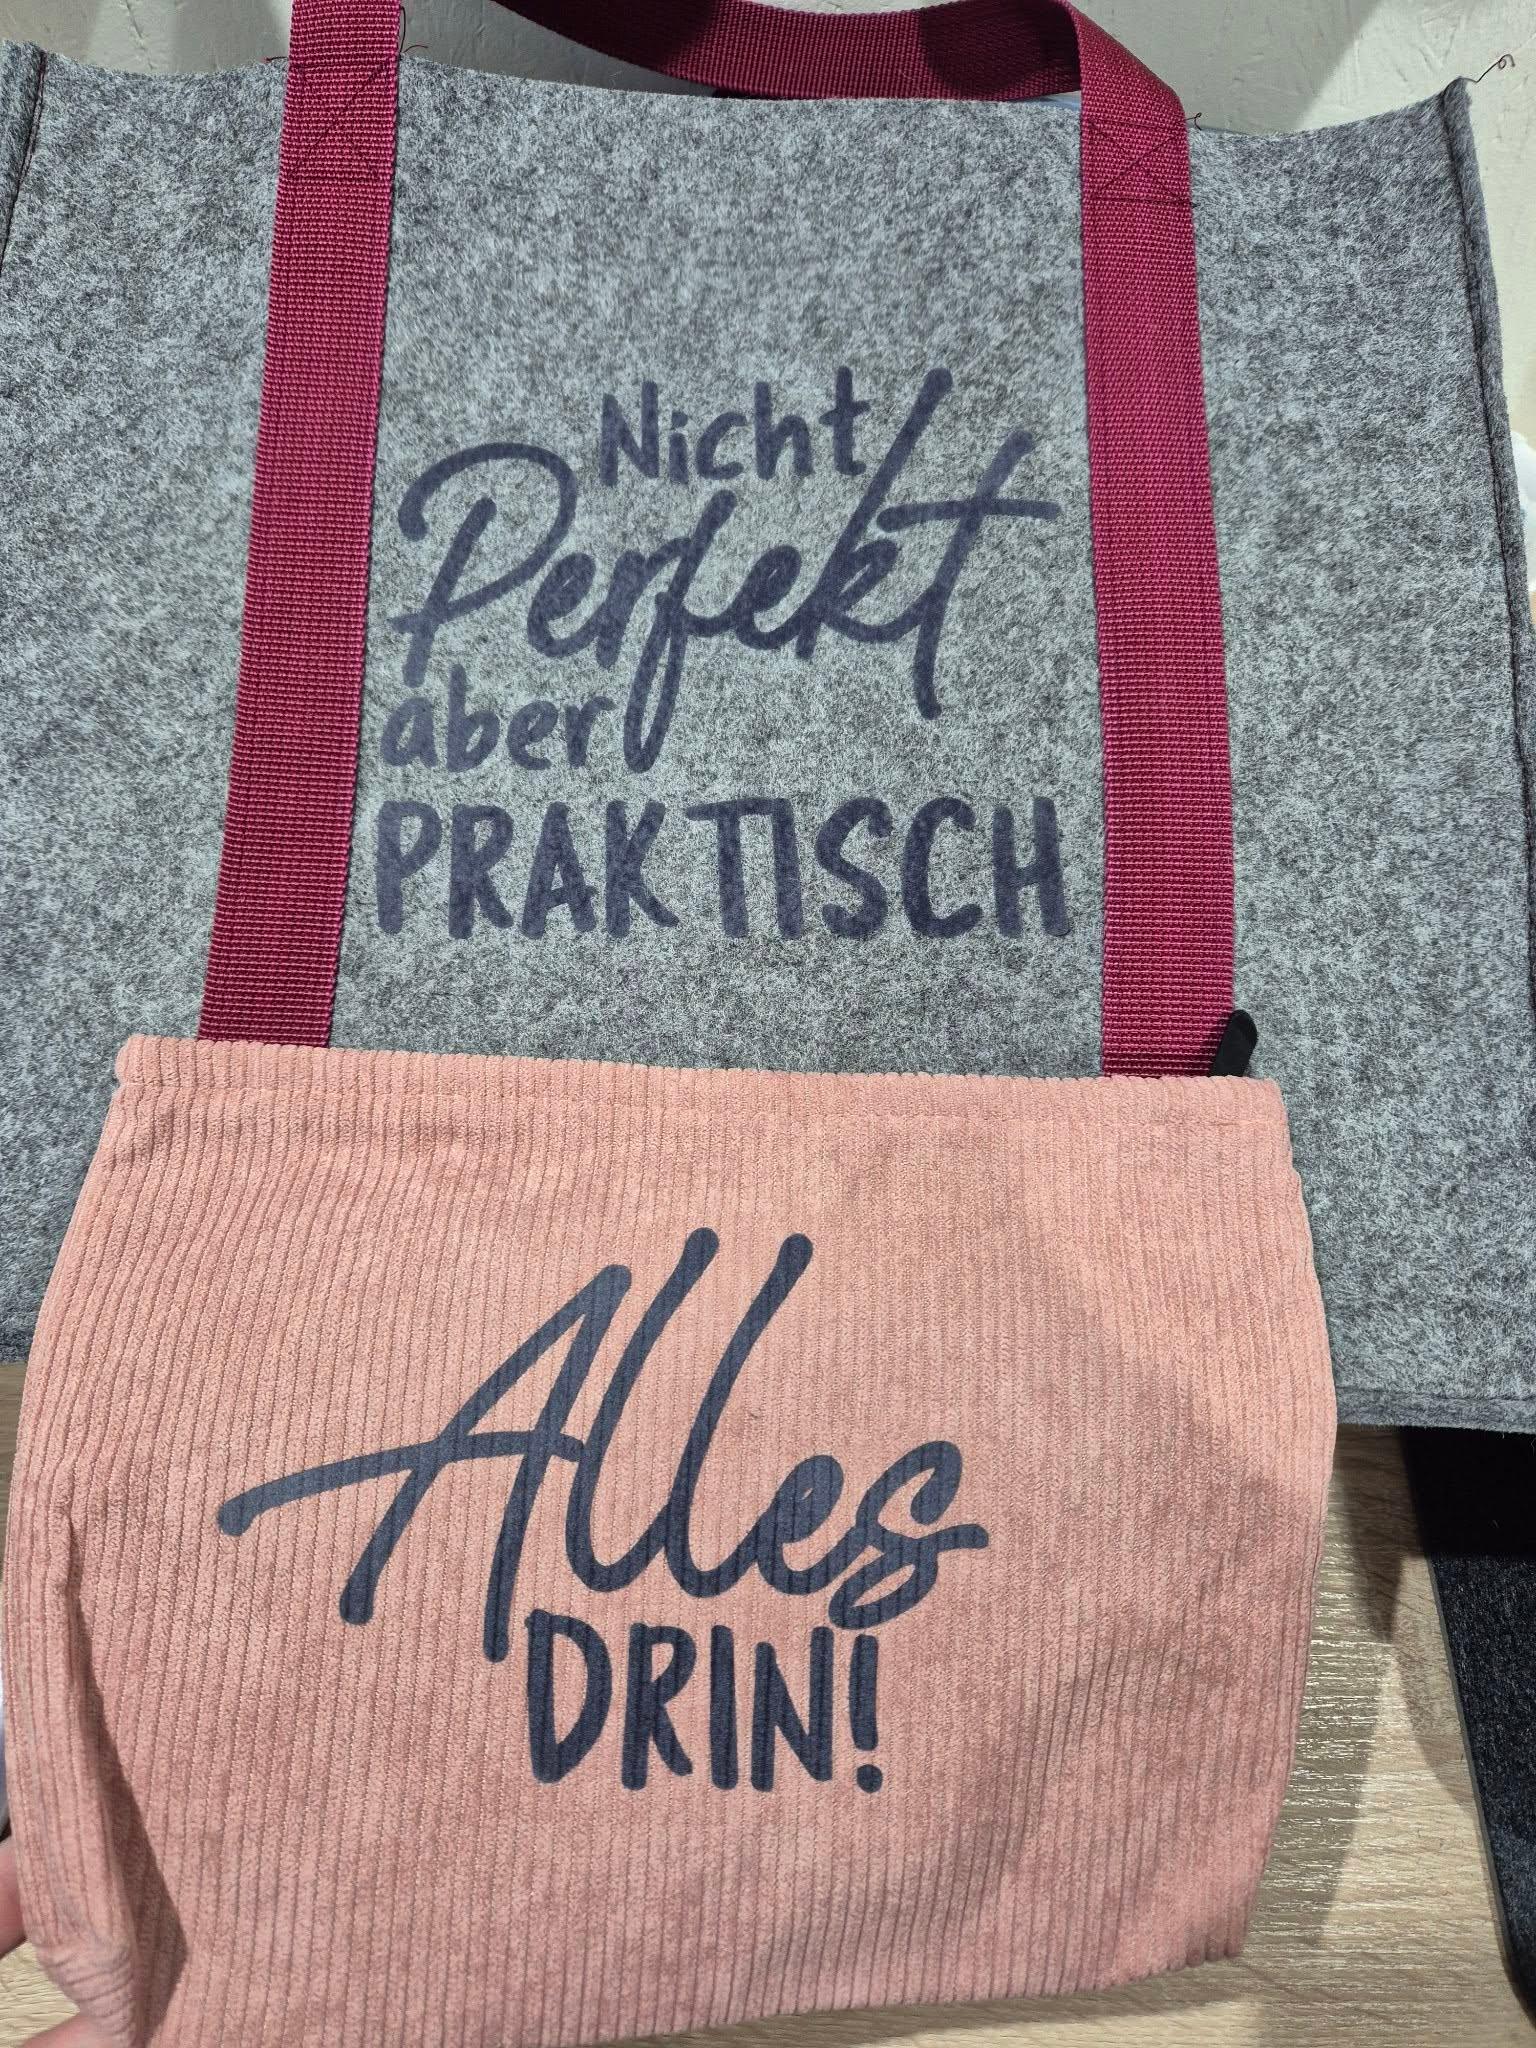 Nicht
Perfekt
aber
PRAKTISCH
Alles
DRIN!